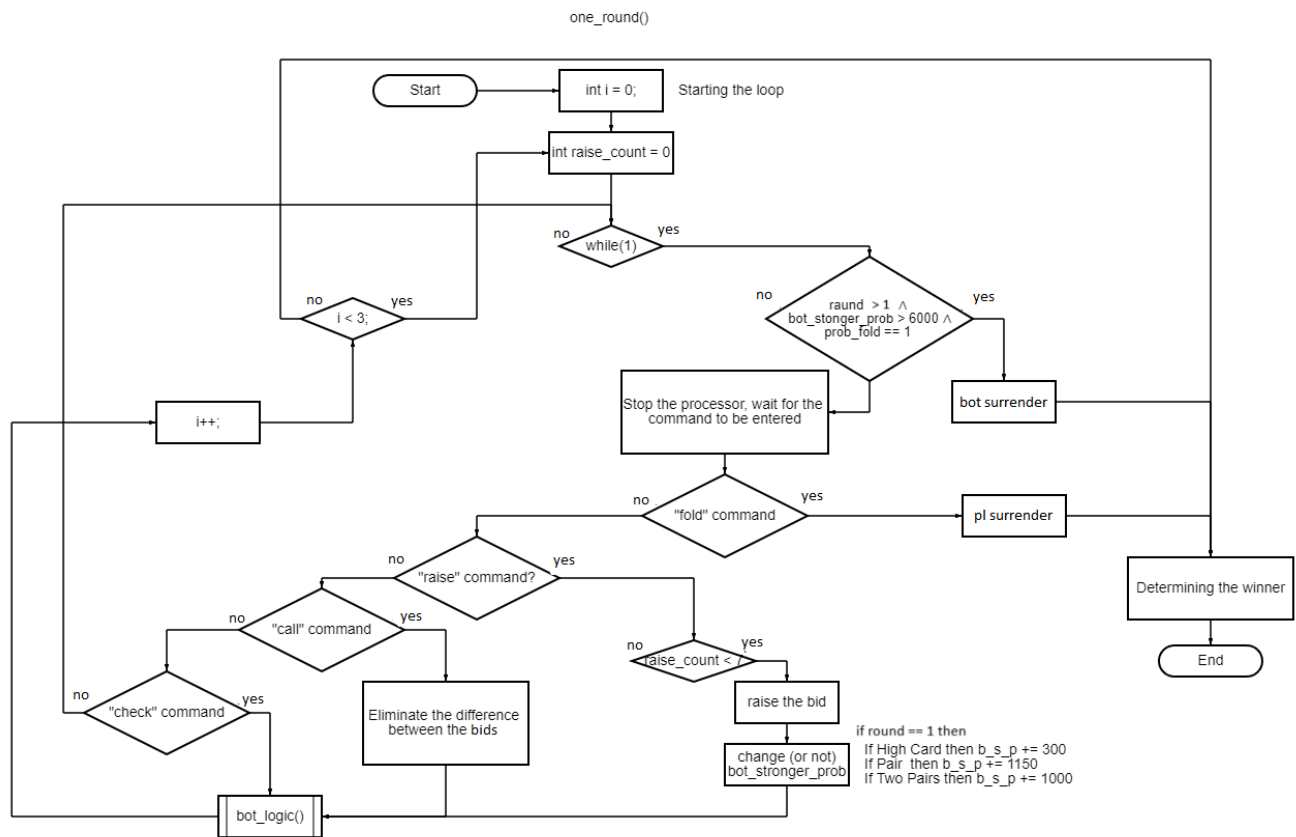 one_round()
Start
int i = 0;
Starting the loop
int raise_count = 0
no
while(1)
yes
no
i < 3;
yes
no
raund > 1 ∧
bot_stonger_prob > 6000 ∧
prob_fold == 1
yes
i++;
Stop the processor, wait for the
command to be entered
bot surrender
no
"fold" command
yes
pl surrender
no
"raise" command?
yes
Determining the winner
no
"call" command
yes
no
raise_count < 7
yes
End
no
"check" command
yes
Eliminate the difference
between the bids
raise the bid
change (or not)
bot_stronger_prob
if round == 1 then
If High Card then b_s_p += 300
If Pair then b_s_p += 1150
If Two Pairs then b_s_p += 1000
bot_logic()